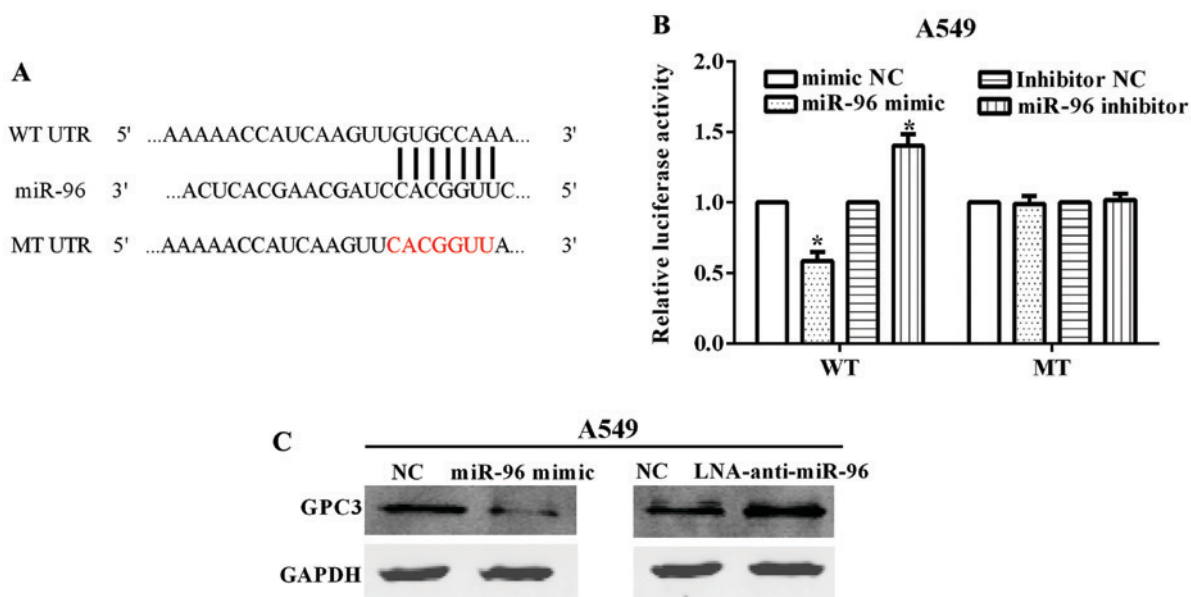 A
WT UTR 5' ...AAAAACCAUCAAGUUGUGCCAAA... 3'
miR-96 3' ...ACUCACGAACGAUCCACGGUUC... 5'
MT UTR 5' ...AAAAACCAUCAAGUUCACGGUUA... 3'
B
A549
Relative luciferase activity
2.0
1.5
1.0
0.5
0.0
mimic NC
miR-96 mimic
Inhibitor NC
miR-96 inhibitor
*
*
WT MT
C
A549
NC miR-96 mimic NC LNA-anti-miR-96
GPC3
GAPDH